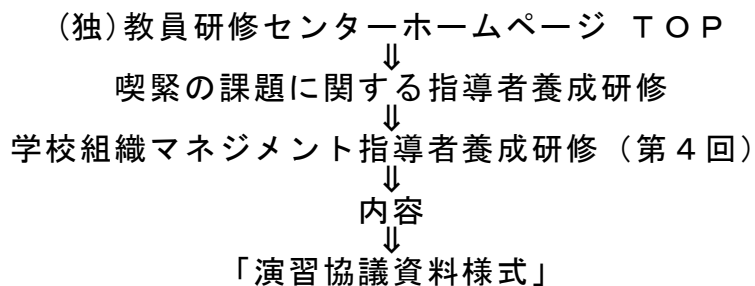 (独)教員研修センターホームページ ＴＯＰ
⇓
喫緊の課題に関する指導者養成研修
⇓
学校組織マネジメント指導者養成研修（第４回）
⇓
内容
⇓
「演習協議資料様式」